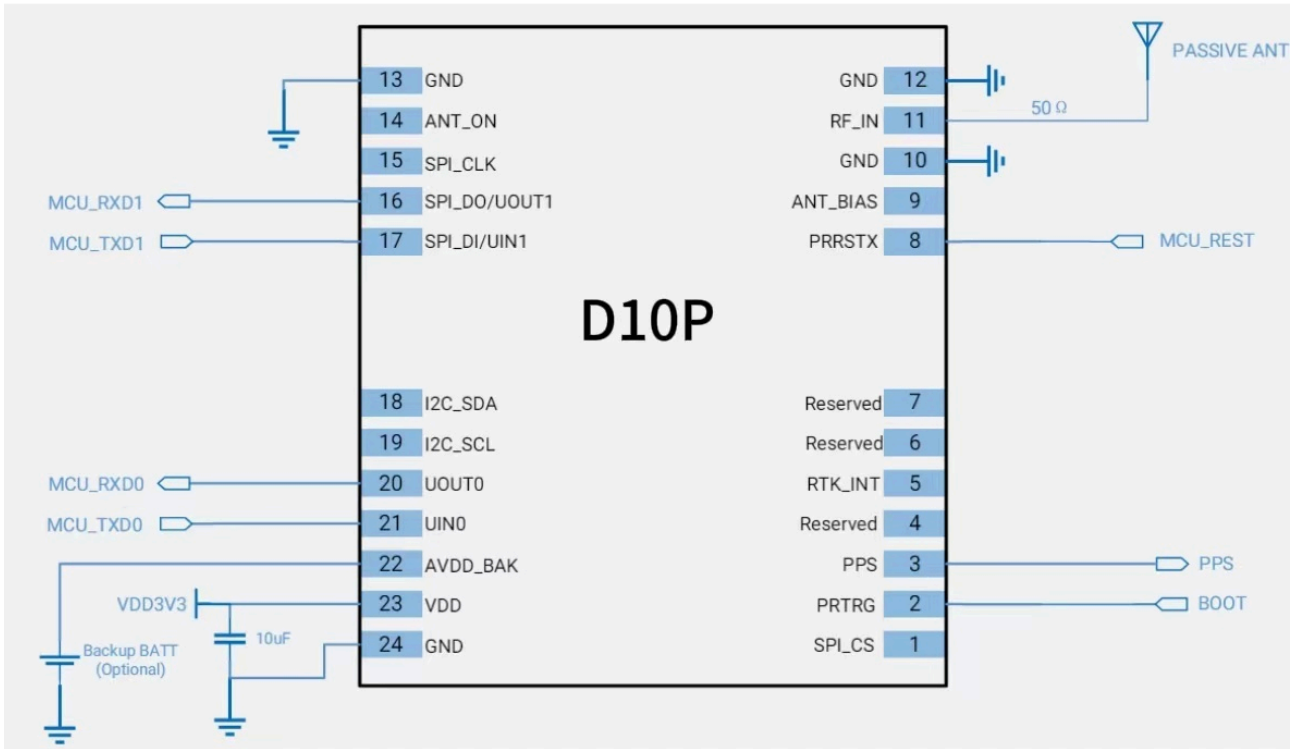 PASSIVE ANT
13 GND
GND 12
14 ANT_ON
RF_IN 11
50 Ω
15 SPI_CLK
GND 10
MCU_RXD1
16 SPI_DO/UOUT1
ANT_BIAS 9
MCU_TXD1
17 SPI_DI/UIN1
PRRSTX 8
MCU_REST
D10P
18 I2C_SDA
Reserved 7
19 I2C_SCL
Reserved 6
MCU_RXD0
20 UOUT0
RTK_INT 5
MCU_TXD0
21 UIN0
Reserved 4
22 AVDD_BAK
PPS 3
PPS
VDD3V3
23 VDD
PRTRG 2
BOOT
10uF
24 GND
SPI_CS 1
Backup BATT
(Optional)